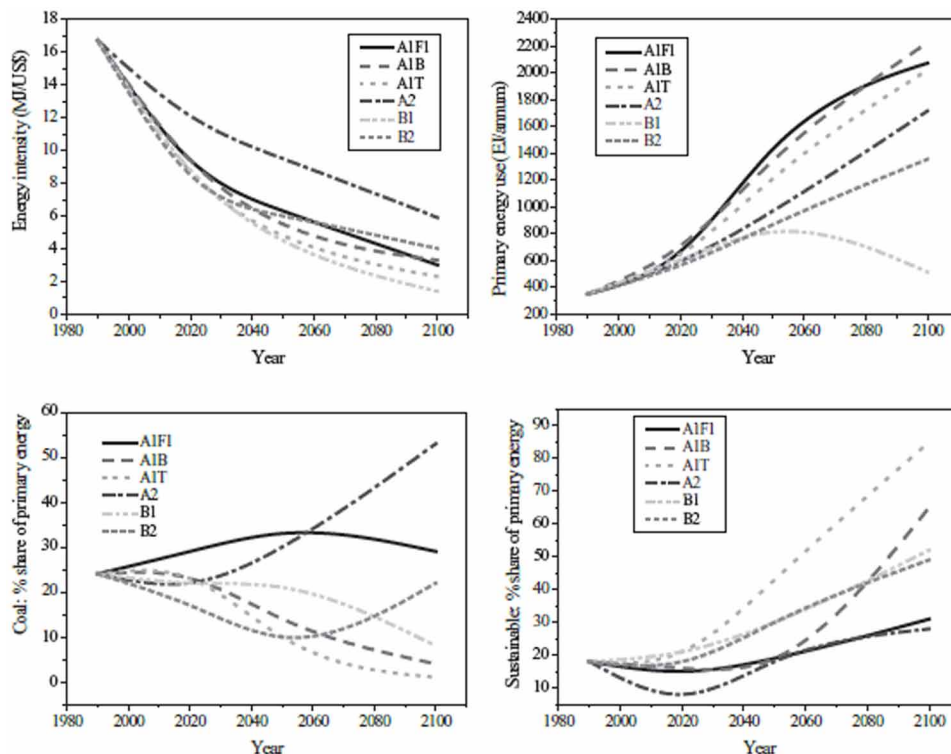 Energy intensity (MJ/US$)
18
16
14
12
10
8
6
4
2
0
A1F1
A1B
A1T
A2
B1
B2
1980 2000 2020 2040 2060 2080 2100
Year
Primary energy use (EJ/annum)
2400
2200
2000
1800
1600
1400
1200
1000
800
600
400
200
A1F1
A1B
A1T
A2
B1
B2
1980 2000 2020 2040 2060 2080 2100
Year
Coal: % share of primary energy
60
50
40
30
20
10
0
A1F1
A1B
A1T
A2
B1
B2
1980 2000 2020 2040 2060 2080 2100
Year
Sustainable: % share of primary energy
90
80
70
60
50
40
30
20
10
A1F1
A1B
A1T
A2
B1
B2
1980 2000 2020 2040 2060 2080 2100
Year